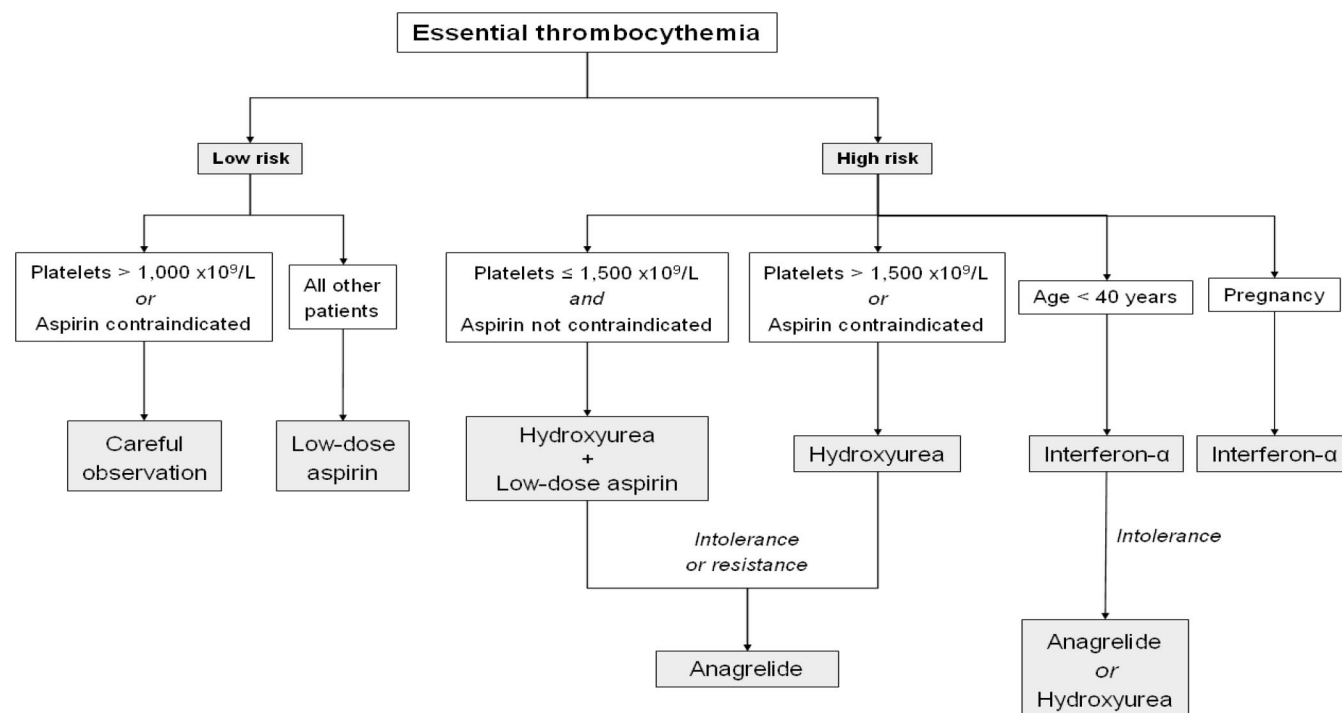 Essential thrombocythemia
Low risk
High risk
Platelets > 1,000 x10⁹/L
or
Aspirin contraindicated
All other
patients
Platelets ≤ 1,500 x10⁹/L
and
Aspirin not contraindicated
Platelets > 1,500 x10⁹/L
or
Aspirin contraindicated
Age < 40 years
Pregnancy
Careful
observation
Low-dose
aspirin
Hydroxyurea
+
Low-dose aspirin
Hydroxyurea
Interferon-α
Interferon-α
Intolerance
or resistance
Intolerance
Anagrelide
Anagrelide
or
Hydroxyurea